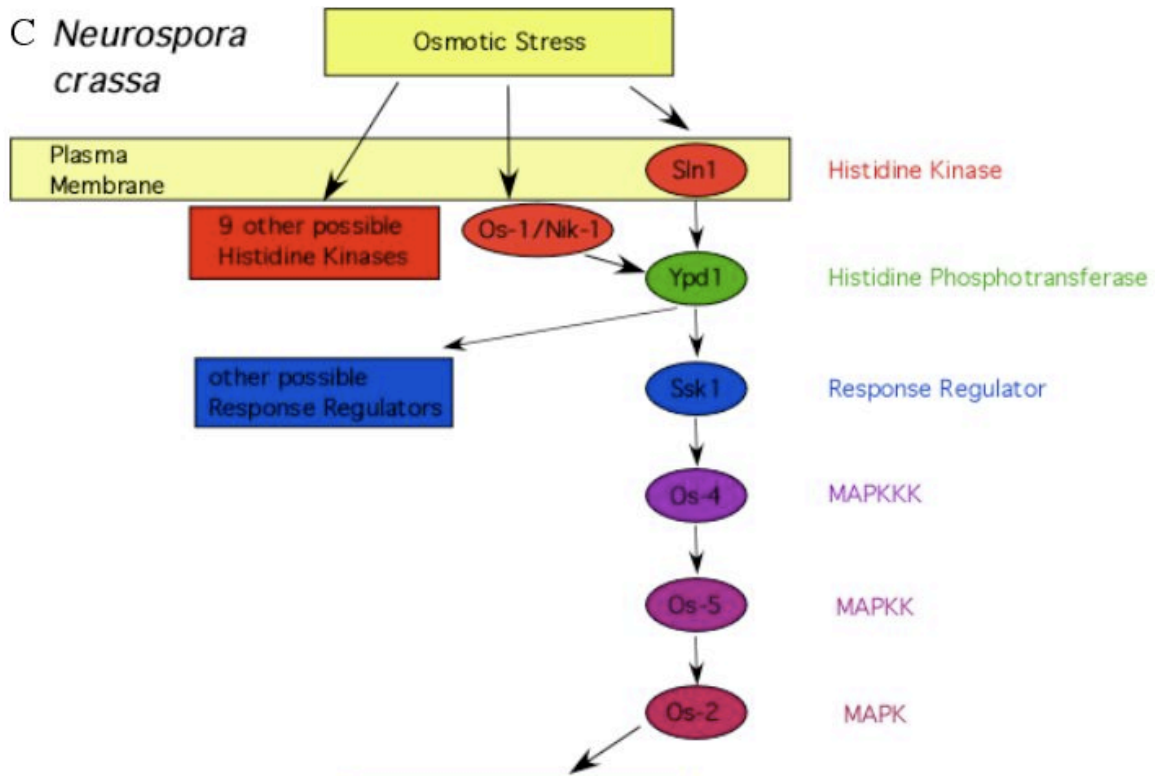 C Neurospora
crassa
Osmotic Stress
Plasma
Membrane
Sln1
Histidine Kinase
9 other possible
Histidine Kinases
Os-1/Nik-1
Ypd1
Histidine Phosphotransferase
other possible
Response Regulators
Ssk1
Response Regulator
Os-4
MAPKKK
Os-5
MAPKK
Os-2
MAPK